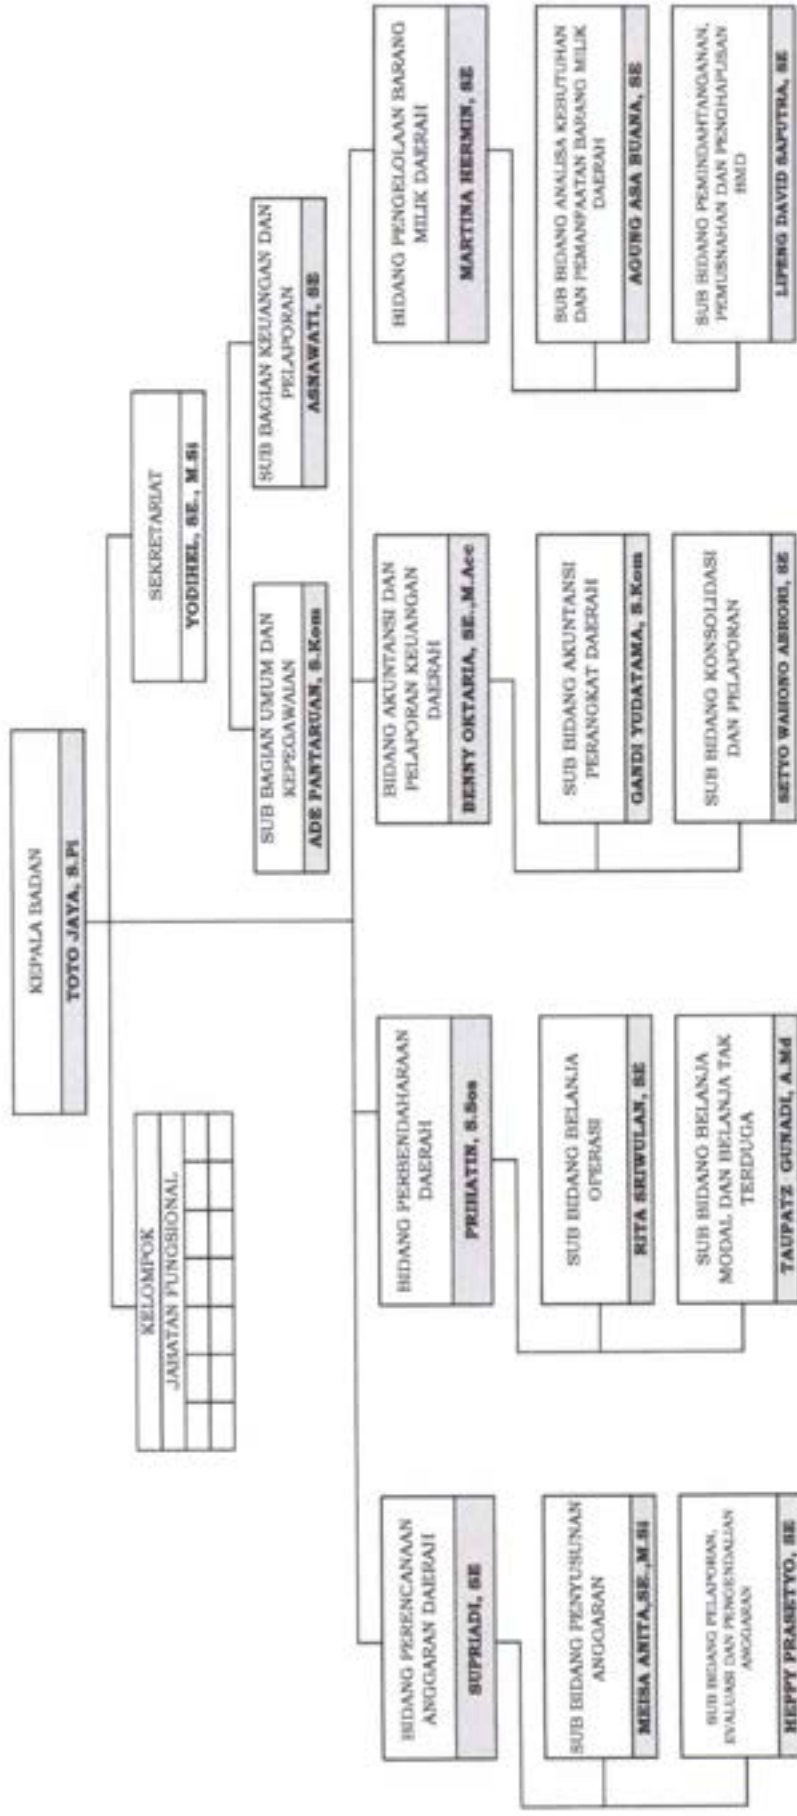 KEPALA BADAN
TOTO JAYA, S.Pi
KELOMPOK
JABATAN FUNGSIONAL
SEKRETARIAT
YODIHEL, SE., M.Si
SUB BAGIAN UMUM DAN
KEPEGAWAIAN
ADE PANTARUAN, S.Kom
SUB BAGIAN KEUANGAN DAN
PELAPORAN
ASNAWATI, SE
BIDANG PERENCANAAN
ANGGARAN DAERAH
SUPRIADI, SE
SUB BIDANG PENYUSUNAN
ANGGARAN
MEISA ANITA,SE.,M.Si
SUB BIDANG PELAPORAN,
EVALUASI DAN PENGENDALIAN
ANGGARAN
HEPPY PRASETYO, SE
BIDANG PERBENDAHARAAN
DAERAH
PRIHATIN, S.Sos
SUB BIDANG BELANJA
OPERASI
RITA SRIWULAN, SE
SUB BIDANG BELANJA
MODAL DAN BELANJA TAK
TERDUGA
TAUPATZ GUNADI, A.Md
BIDANG AKUNTANSI DAN
PELAPORAN KEUANGAN
DAERAH
BENNY OKTARIA, SE.,M.Acc
SUB BIDANG AKUNTANSI
PERANGKAT DAERAH
GANDI YUDATAMA, S.Kom
SUB BIDANG KONSOLIDASI
DAN PELAPORAN
SETYO WAHONO ABRORI, SE
BIDANG PENGELOLAAN BARANG
MILIK DAERAH
MARTINA HERMIN, SE
SUB BIDANG ANALISA KEBUTUHAN
DAN PEMANFAATAN BARANG MILIK
DAERAH
AGUNG ASA BUANA, SE
SUB BIDANG PEMINDAHTANGANAN,
PEMUSNAHAN DAN PENGHAPUSAN
BMD
LIPENG DAVID SAPUTRA, SE